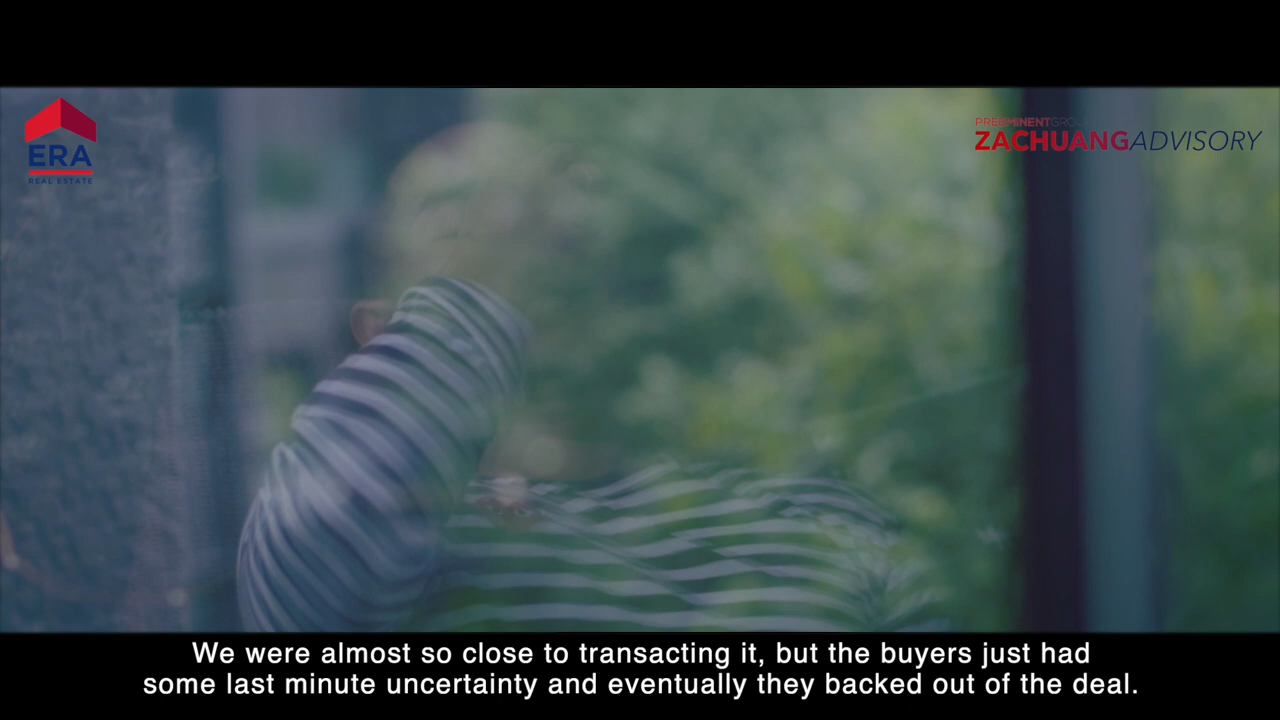 ERA
REAL ESTATE
PREEMINENTGROUP
ZACHUANGADVISORY
We were almost so close to transacting it, but the buyers just had
some last minute uncertainty and eventually they backed out of the deal.